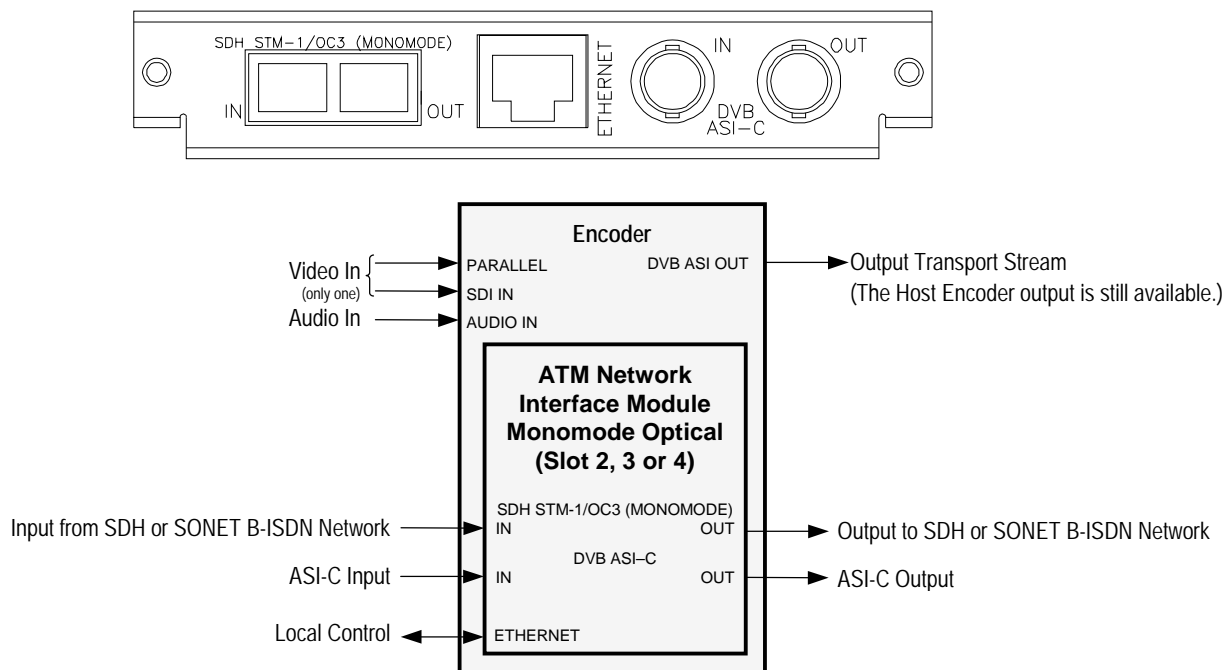 SDH STM-1/OC3 (MONOMODE)
IN
OUT
ETHERNET
IN
OUT
DVB
ASI-C
Encoder
Video In
(only one)
PARALLEL
DVB ASI OUT
Output Transport Stream
(The Host Encoder output is still available.)
SDI IN
Audio In
AUDIO IN
ATM Network
Interface Module
Monomode Optical
(Slot 2, 3 or 4)
SDH STM-1/OC3 (MONOMODE)
Input from SDH or SONET B-ISDN Network
IN
OUT
Output to SDH or SONET B-ISDN Network
DVB ASI–C
ASI-C Input
IN
OUT
ASI-C Output
Local Control
ETHERNET